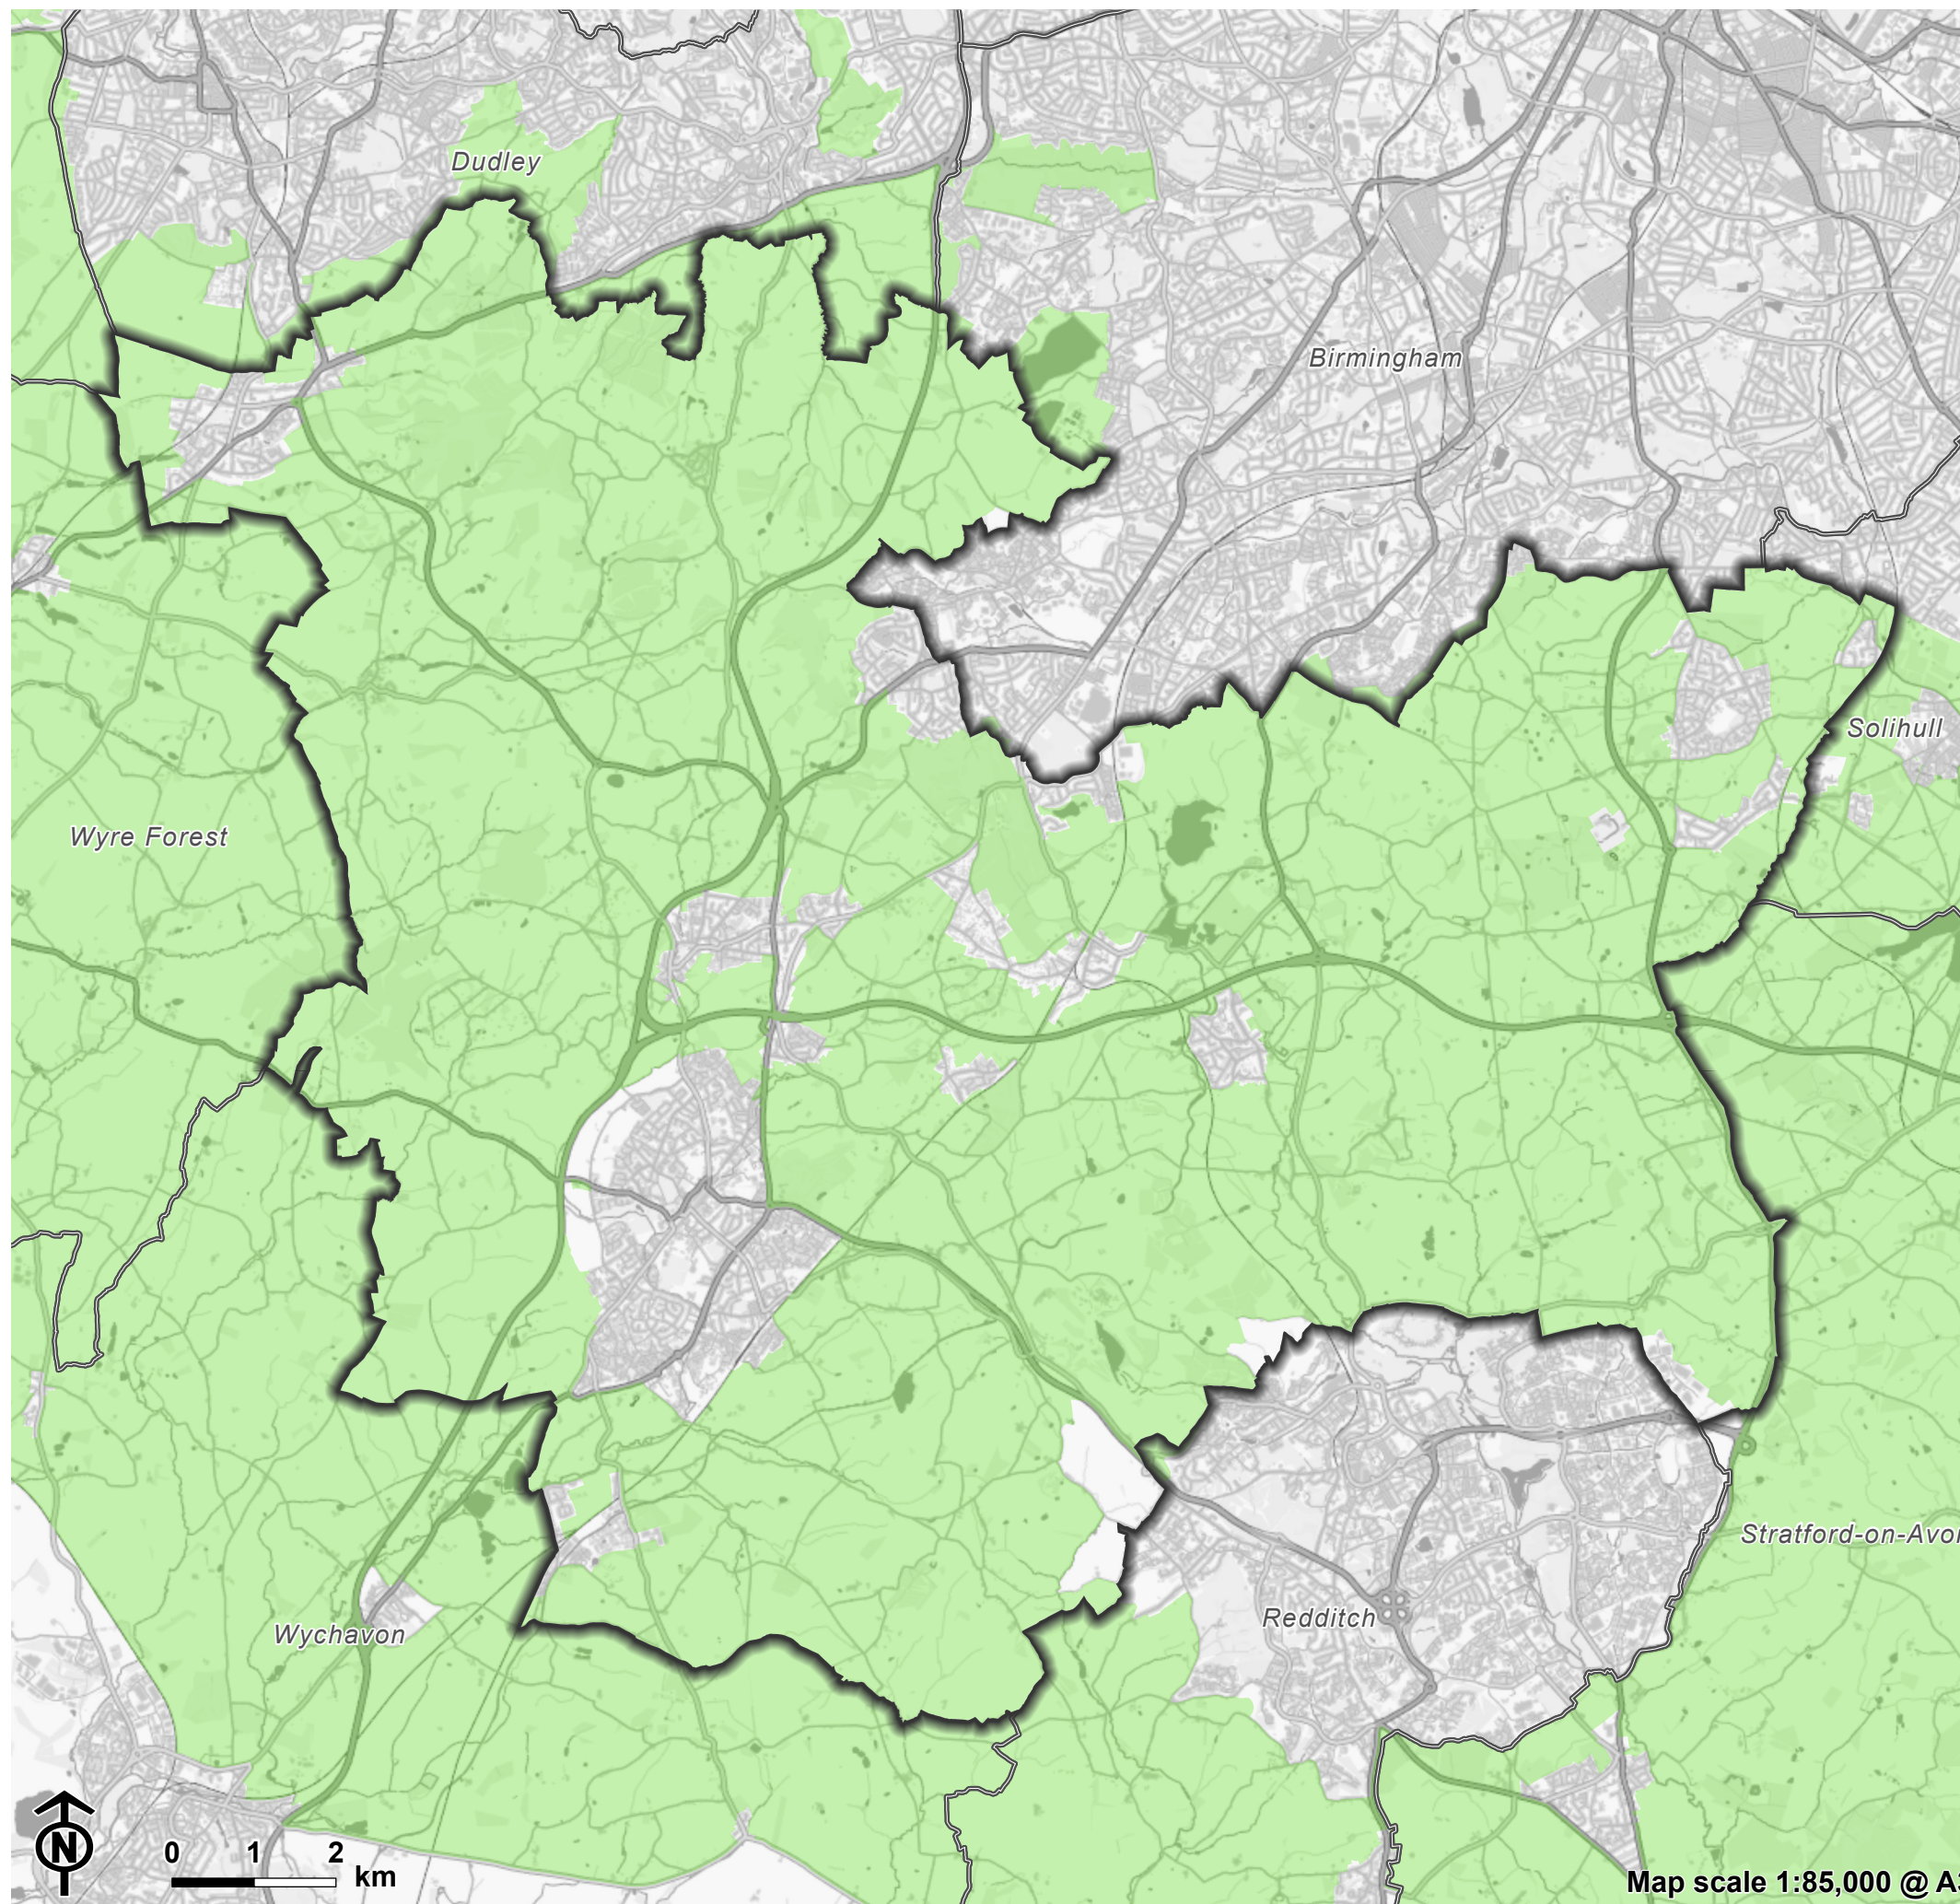 Dudley
Birmingham
Solihull
Wyre Forest
Stratford-on-Avon
Redditch
Wychavon
N
0 1 2
km
Map scale 1:85,000 @ A